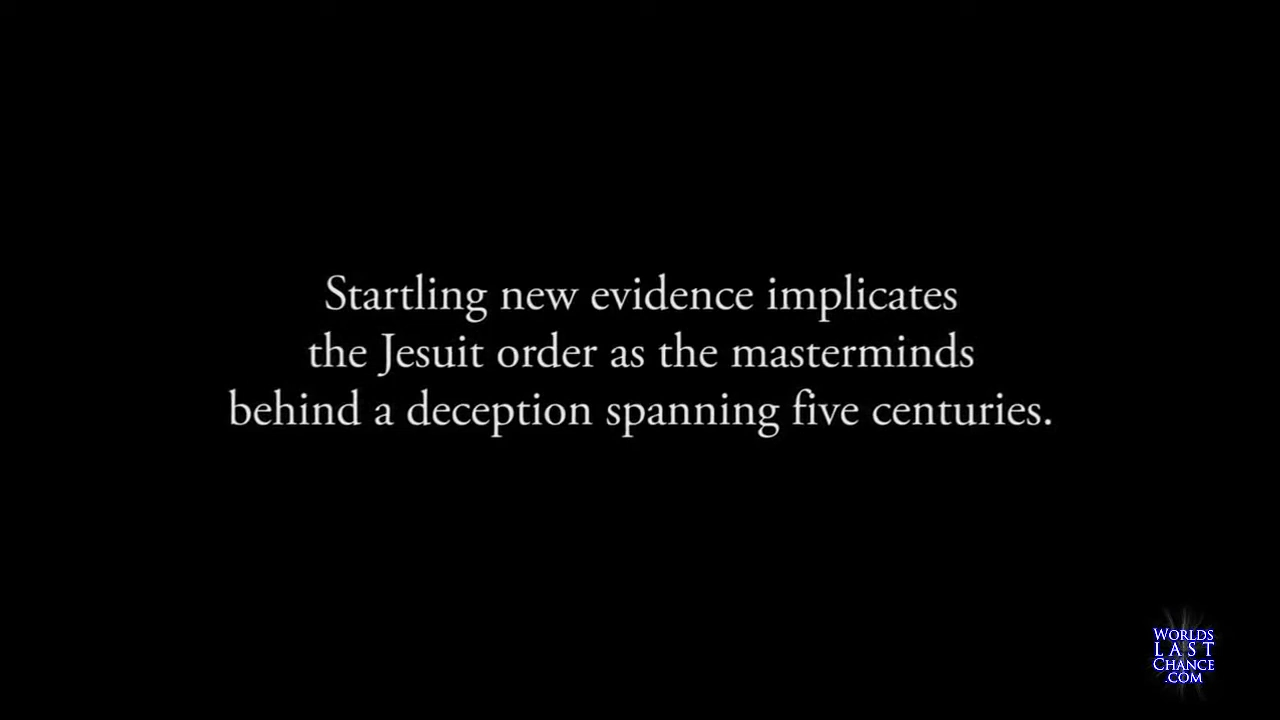 Startling new evidence implicates
the Jesuit order as the masterminds
behind a deception spanning five centuries.
WORLDS
LAST
CHANCE
.COM